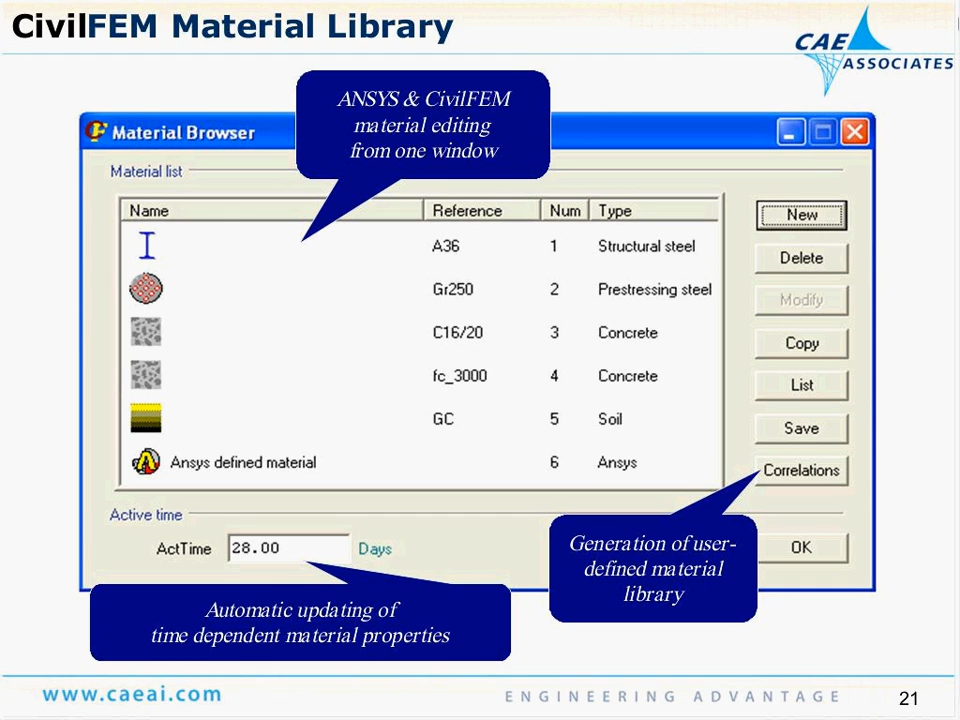 CivilFEM Material Library
CAE
ASSOCIATES
ANSYS & CivilFEM
material editing
from one window
Material Browser
Material list
Name Reference Num Type
A36 1 Structural steel
Gr250 2 Prestressing steel
C16/20 3 Concrete
fc_3000 4 Concrete
GC 5 Soil
Ansys defined material 6 Ansys
New
Delete
Modify
Copy
List
Save
Correlations
Active time
ActTime 28.00 Days
OK
Generation of user-
defined material
library
Automatic updating of
time dependent material properties
www.caeai.com
ENGINEERING ADVANTAGE
21